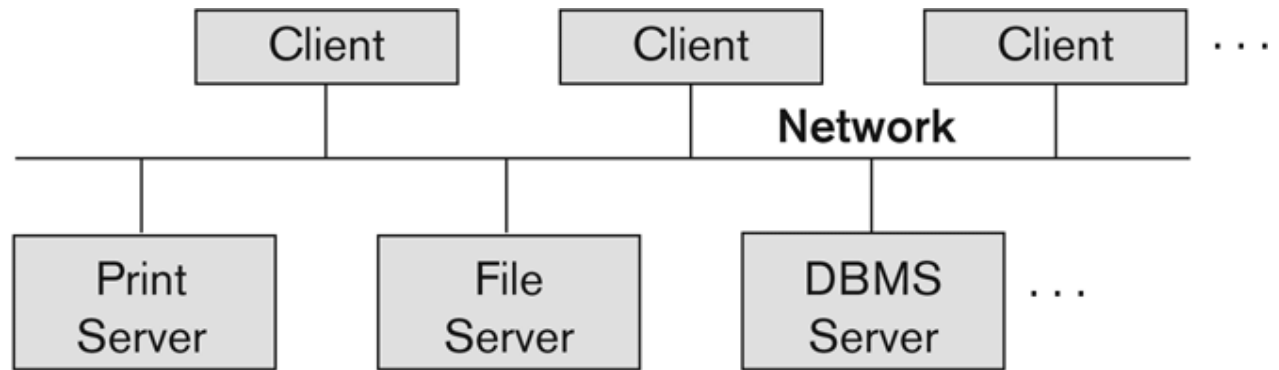 Client
Client
Client
. . .
Network
Print
Server
File
Server
DBMS
Server
. . .